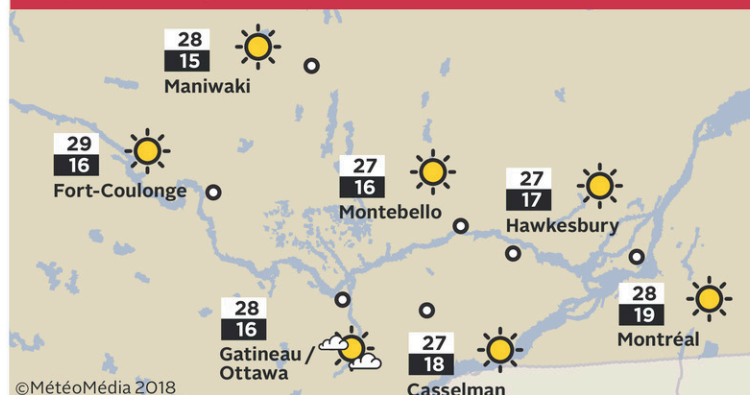 28
15
Maniwaki
29
16
Fort-Coulonge
27
16
Montebello
27
17
Hawkesbury
28
16
Gatineau /
Ottawa
27
18
Casselman
28
19
Montréal
©MétéoMédia 2018